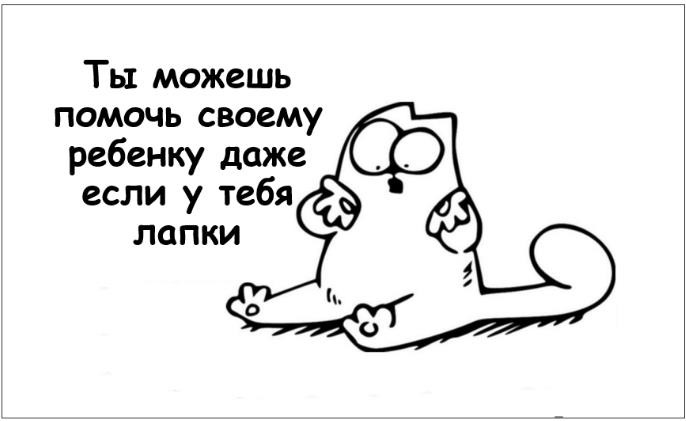 Ты можешь
помочь своему
ребенку даже
если у тебя
лапки